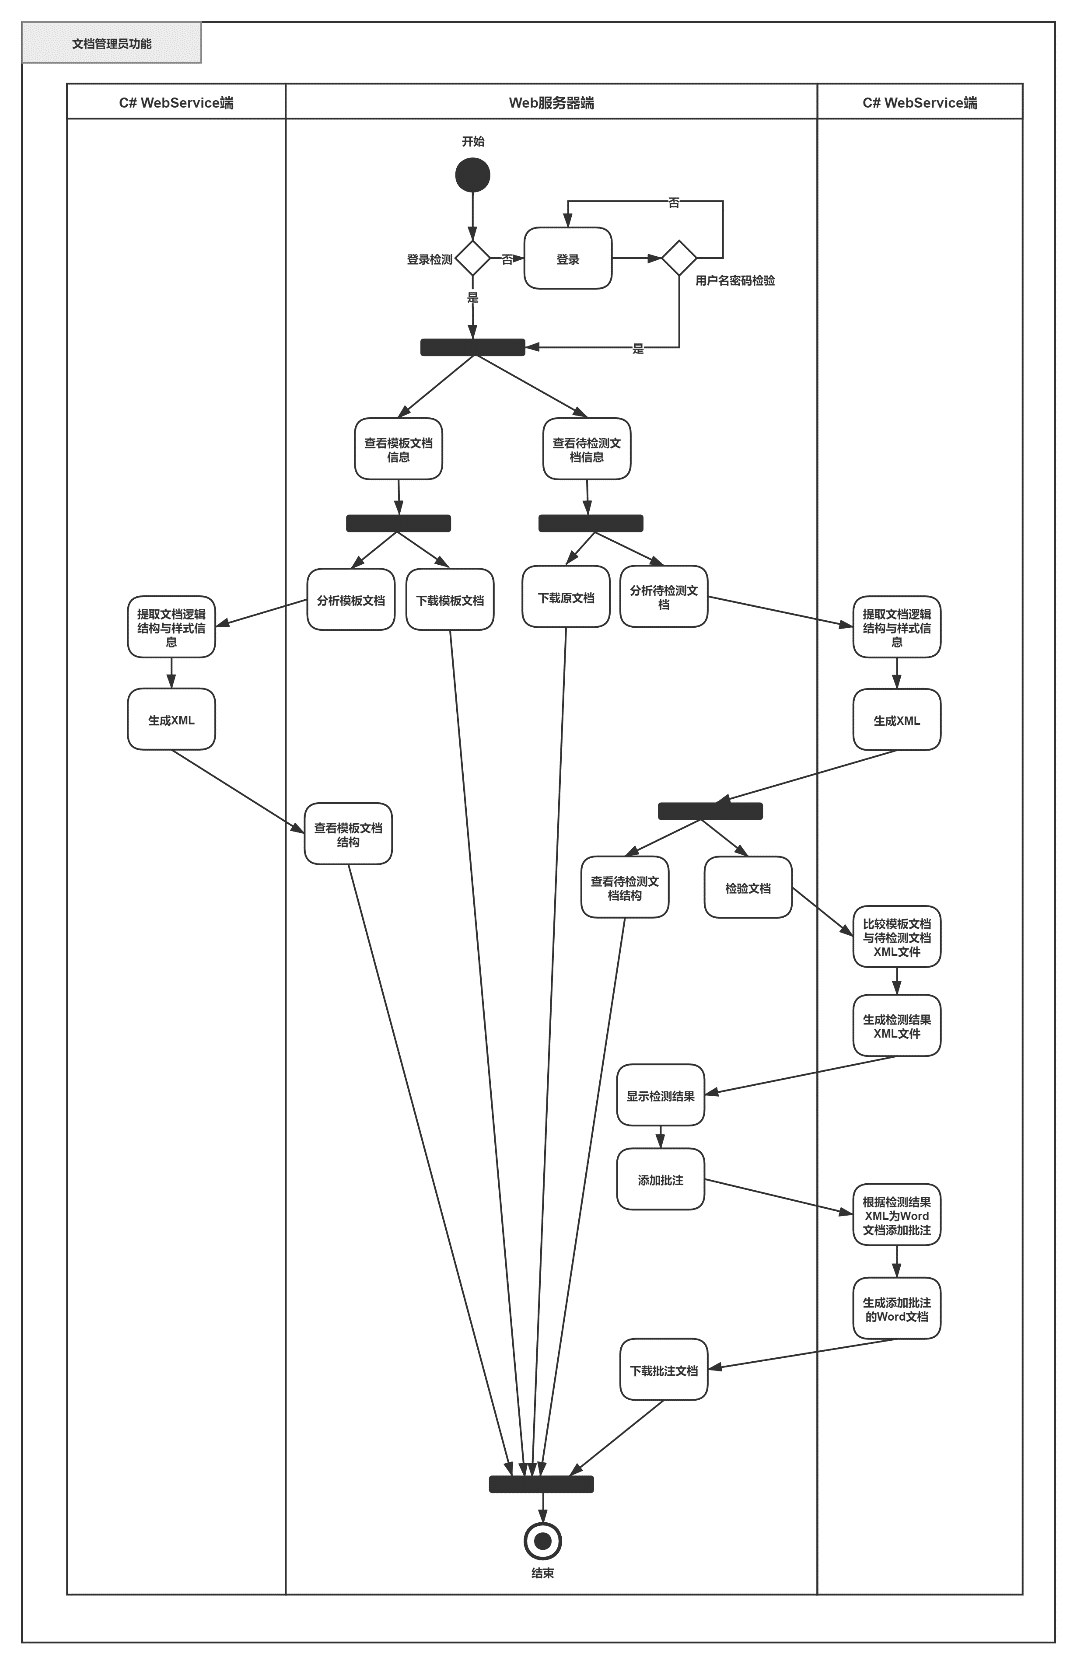 文档管理员功能
C# WebService端
Web服务器端
C# WebService端
开始
否
登录检测
否
登录
用户名密码检验
是
是
查看模板文档
信息
查看待检测文
档信息
分析模板文档
下载模板文档
下载原文档
分析待检测文
档
提取文档逻辑
结构与样式信
息
提取文档逻辑
结构与样式信
息
生成XML
生成XML
查看模板文档
结构
查看待检测文
档结构
检验文档
比较模板文档
与待检测文档
XML文件
生成检测结果
XML文件
显示检测结果
添加批注
根据检测结果
XML为Word
文档添加批注
生成添加批注
的Word文档
下载批注文档
结束